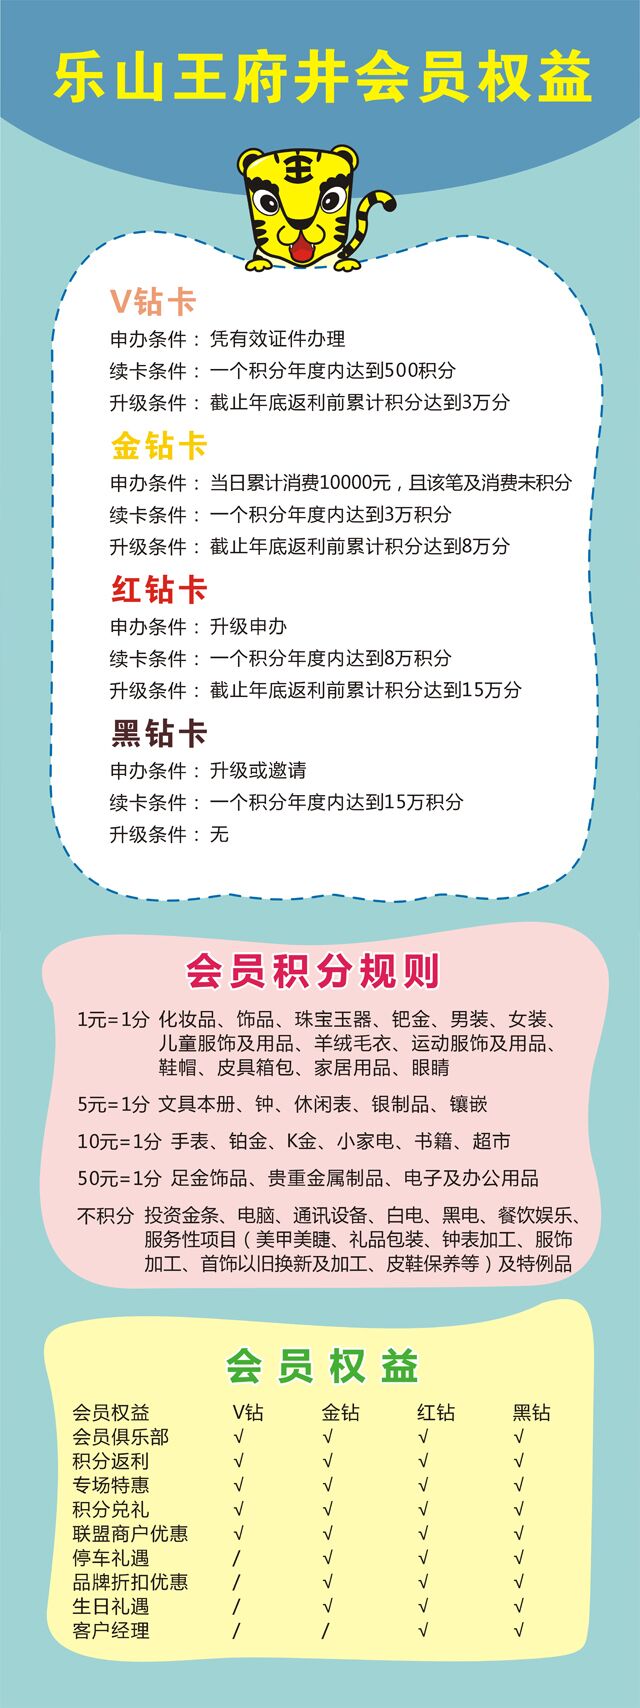 乐山王府井会员权益
王
V钻卡
申办条件：凭有效证件办理
续卡条件：一个积分年度内达到500积分
升级条件：截止年底返利前累计积分达到3万分
金钻卡
申办条件：当日累计消费10000元，且该笔及消费未积分
续卡条件：一个积分年度内达到3万积分
升级条件：截止年底返利前累计积分达到8万分
红钻卡
申办条件：升级申办
续卡条件：一个积分年度内达到8万积分
升级条件：截止年底返利前累计积分达到15万分
黑钻卡
申办条件：升级或邀请
续卡条件：一个积分年度内达到15万积分
升级条件：无
会员积分规则
1元=1分 化妆品、饰品、珠宝玉器、钯金、男装、女装、
儿童服饰及用品、羊绒毛衣、运动服饰及用品、
鞋帽、皮具箱包、家居用品、眼睛
5元=1分 文具本册、钟、休闲表、银制品、镶嵌
10元=1分 手表、铂金、K金、小家电、书籍、超市
50元=1分 足金饰品、贵重金属制品、电子及办公用品
不积分 投资金条、电脑、通讯设备、白电、黑电、餐饮娱乐、
服务性项目（美甲美睫、礼品包装、钟表加工、服饰
加工、首饰以旧换新及加工、皮鞋保养等）及特例品
会员权益
会员权益 V钻 金钻 红钻 黑钻
会员俱乐部 √ √ √ √
积分返利 √ √ √ √
专场特惠 √ √ √ √
积分兑礼 √ √ √ √
联盟商户优惠 √ √ √ √
停车礼遇 / √ √ √
品牌折扣优惠 / √ √ √
生日礼遇 / √ √ √
客户经理 / / √ √